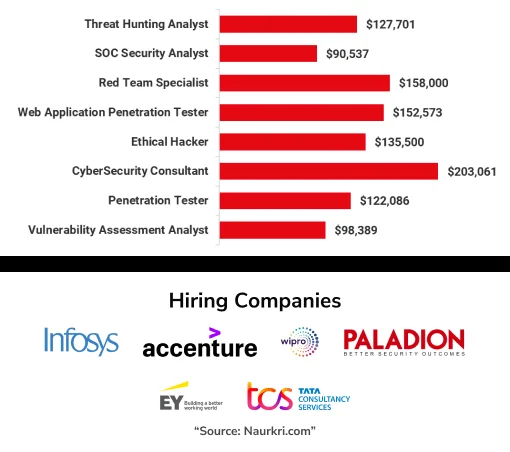 Threat Hunting Analyst $127,701
SOC Security Analyst $90,537
Red Team Specialist $158,000
Web Application Penetration Tester $152,573
Ethical Hacker $135,500
CyberSecurity Consultant $203,061
Penetration Tester $122,086
Vulnerability Assessment Analyst $98,389
Hiring Companies
Infosys
accenture
wipro
PALADION
BETTER SECURITY OUTCOMES
EY
Building a better
working world
tcs
TATA
CONSULTANCY
SERVICES
“Source: Naurkri.com”